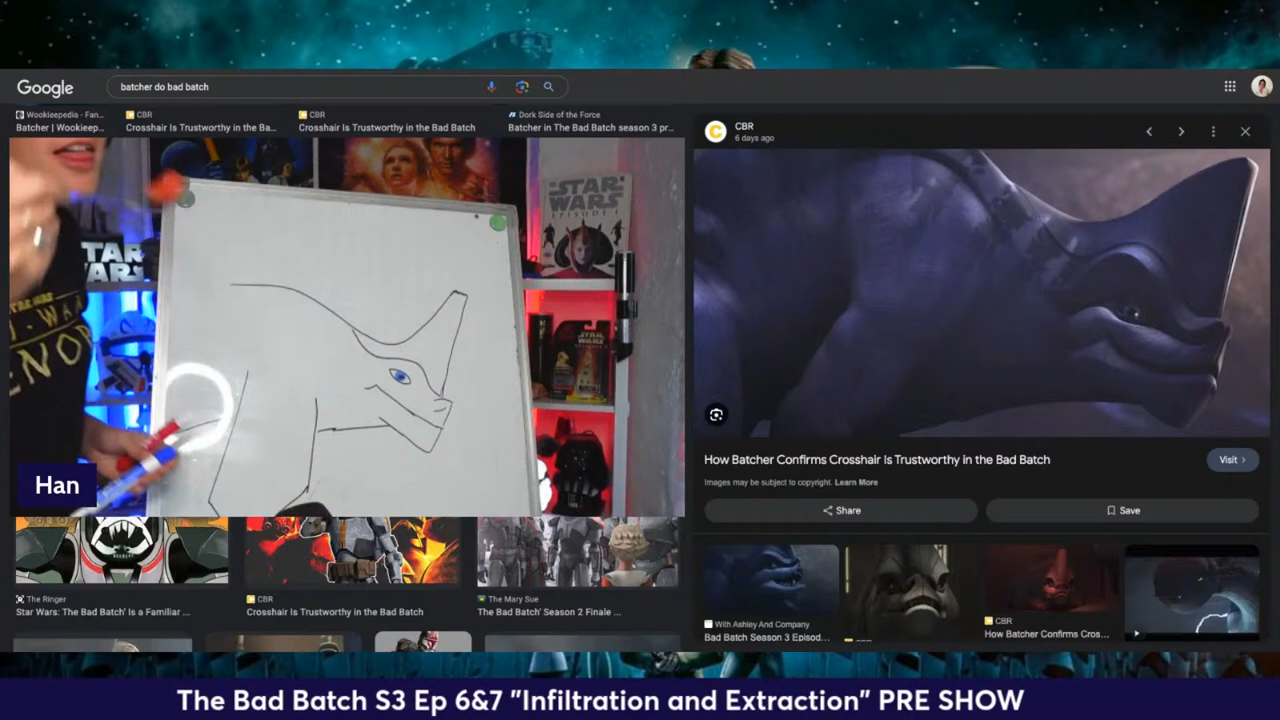 Google
batcher do bad batch
Wookieepedia - Fan...
Batcher | Wookieep...
CBR
Crosshair Is Trustworthy in the Ba...
CBR
Crosshair Is Trustworthy in the Bad Batch
Dork Side of the Force
Batcher in The Bad Batch season 3 pr...
C
CBR
6 days ago
STAR WARS
EPISODE I
STAR
WARS
Han
How Batcher Confirms Crosshair Is Trustworthy in the Bad Batch
Visit
Images may be subject to copyright. Learn More
Share
Save
The Ringer
Star Wars: The Bad Batch' Is a Familiar ...
CBR
Crosshair Is Trustworthy in the Bad Batch
The Mary Sue
The Bad Batch' Season 2 Finale ...
With Ashley And Company
Bad Batch Season 3 Episod...
CBR
How Batcher Confirms Cros...
The Bad Batch S3 Ep 6&7 "Infiltration and Extraction" PRE SHOW